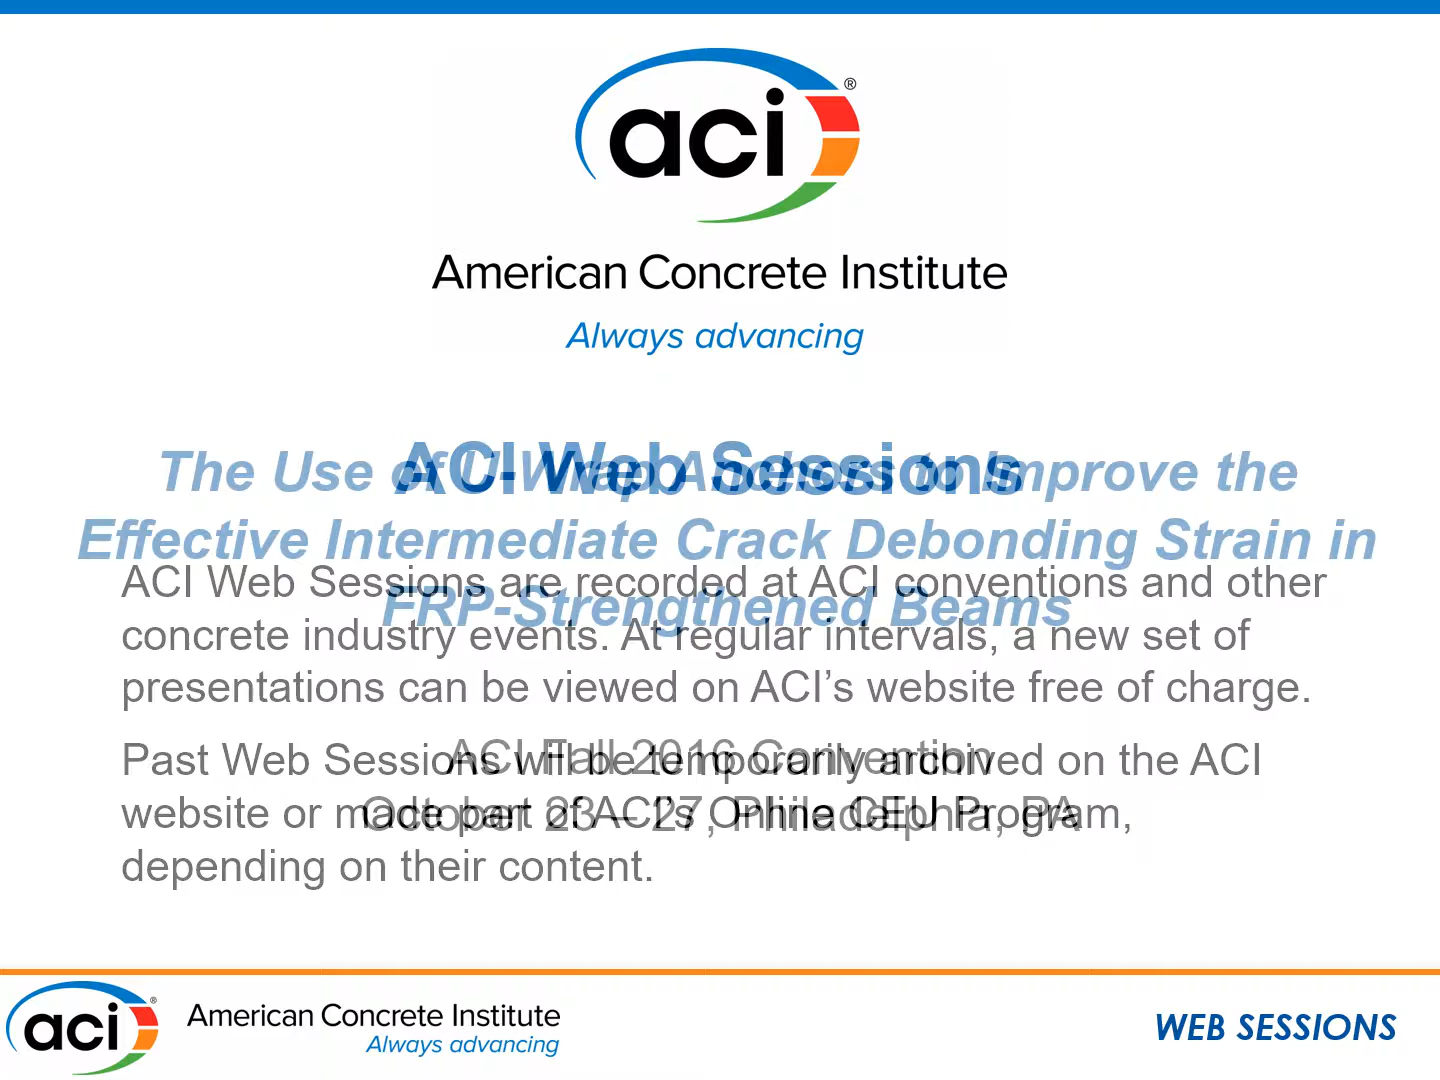 aci®
American Concrete Institute
Always advancing
ACI Web Sessions
The Use of U-Wrap Anchors to Improve the
Effective Intermediate Crack Debonding Strain in
FRP-Strengthened Beams
ACI Web Sessions are recorded at ACI conventions and other
concrete industry events. At regular intervals, a new set of
presentations can be viewed on ACI’s website free of charge.
ACI Fall 2016 Convention
October 23 – 27, Philadelphia, PA
Past Web Sessions will be temporarily archived on the ACI
website or made part of ACI’s Online CEU Program,
depending on their content.
aci®
American Concrete Institute
Always advancing
WEB SESSIONS